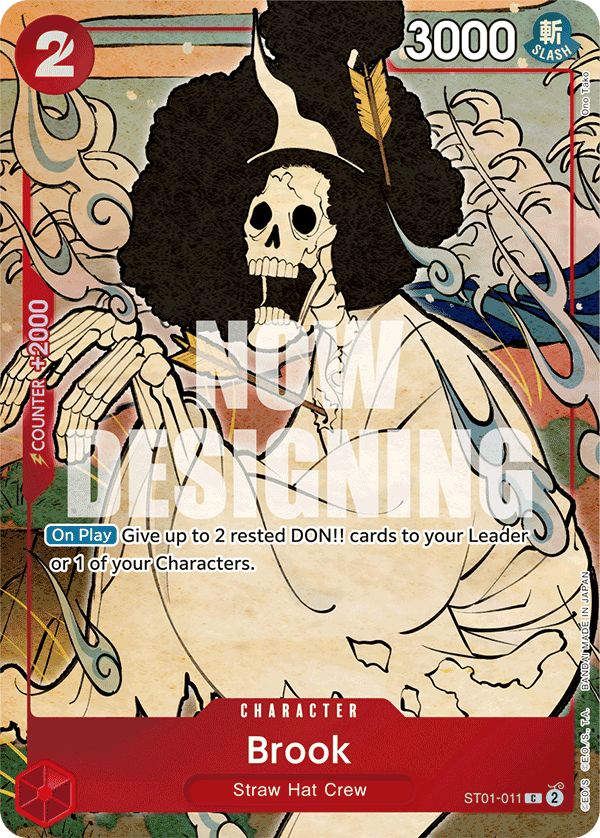 2
3000
斬
SLASH
Ono Tako
COUNTER +2000
NOW
DESIGNING
On Play Give up to 2 rested DON!! cards to your Leader
or 1 of your Characters.
CHARACTER
Brook
Straw Hat Crew
ST01-011 C 2
©E.O./S. ©E.O./S., T.A. BANDAI MADE IN JAPAN